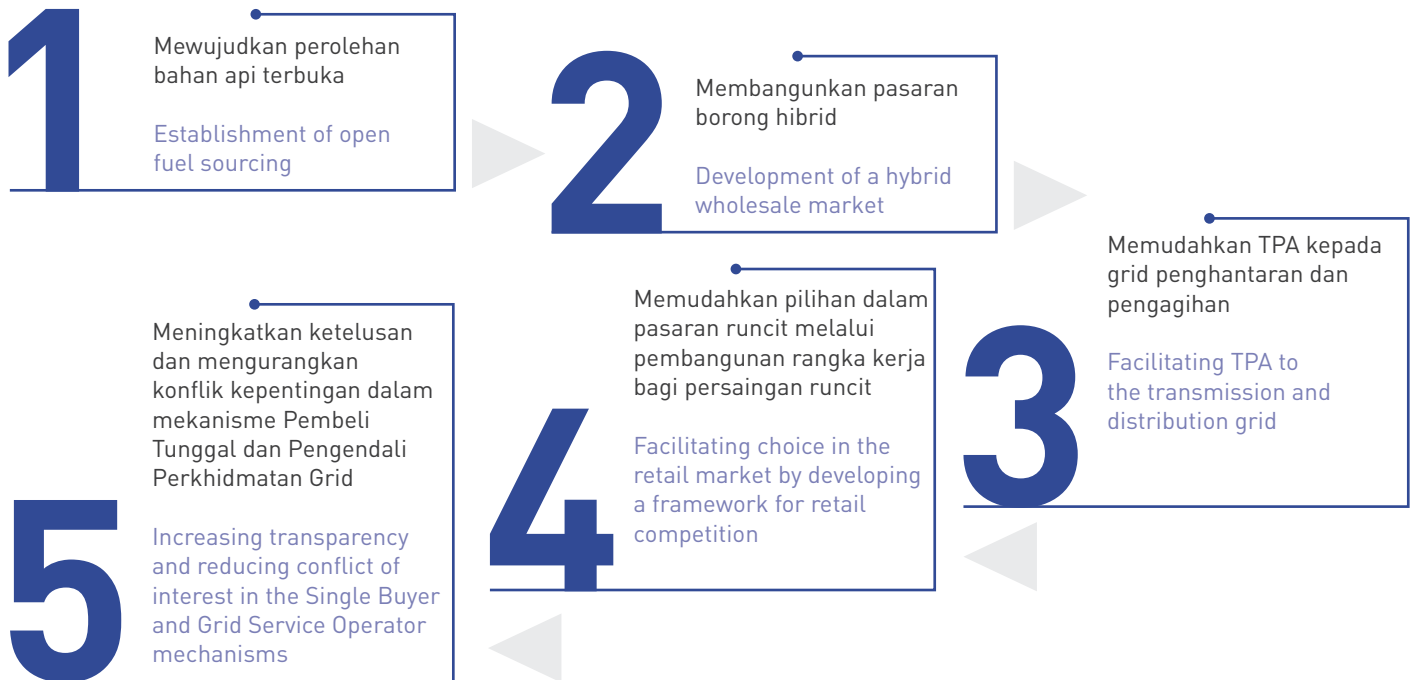 1
Mewujudkan perolehan
bahan api terbuka
Establishment of open
fuel sourcing
2
Membangunkan pasaran
borong hibrid
Development of a hybrid
wholesale market
3
Memudahkan TPA kepada
grid penghantaran dan
pengagihan
Facilitating TPA to
the transmission and
distribution grid
4
Memudahkan pilihan dalam
pasaran runcit melalui
pembangunan rangka kerja
bagi persaingan runcit
Facilitating choice in the
retail market by developing
a framework for retail
competition
5
Meningkatkan ketelusan
dan mengurangkan
konflik kepentingan dalam
mekanisme Pembeli
Tunggal dan Pengendali
Perkhidmatan Grid
Increasing transparency
and reducing conflict of
interest in the Single Buyer
and Grid Service Operator
mechanisms